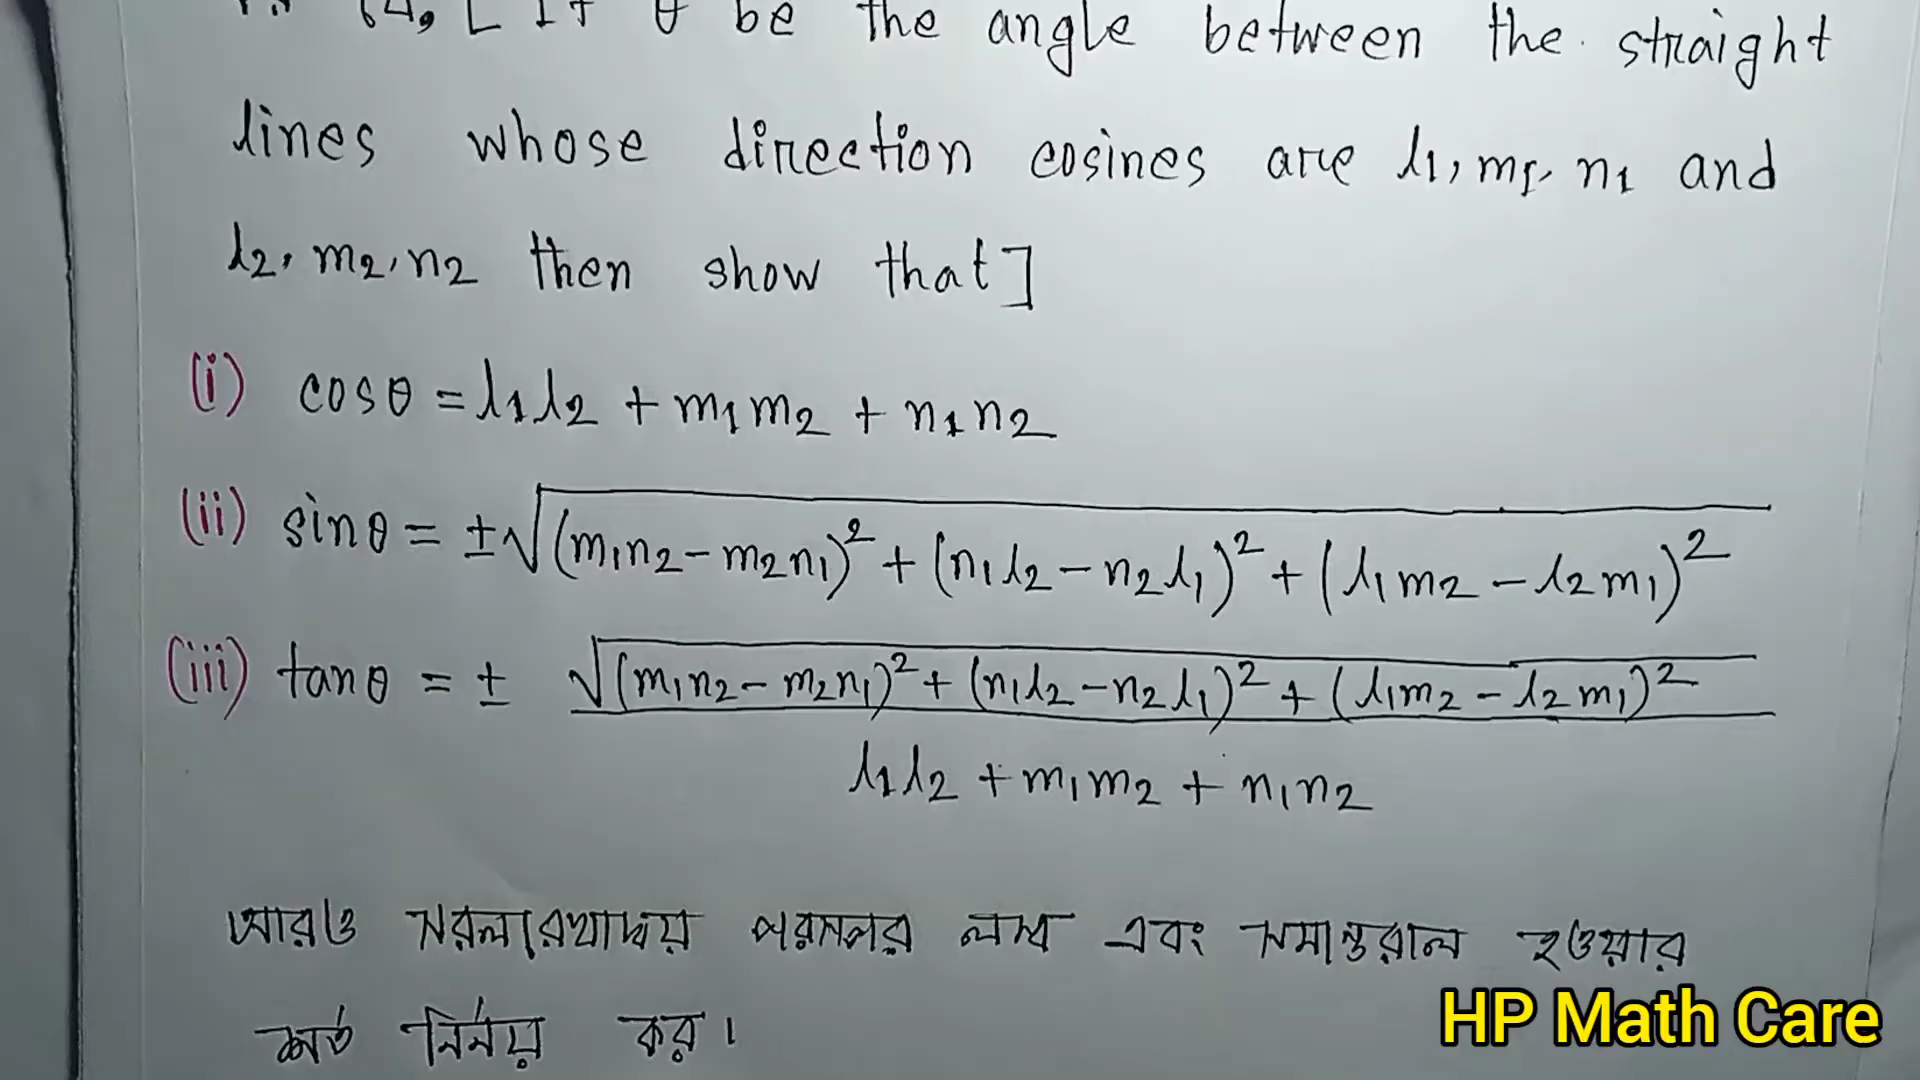 If θ be the angle between the straight
lines whose direction cosines are l1, m1, n1 and
l2, m2, n2 then show that]
(i) cosθ = l1l2 + m1m2 + n1n2
(ii) sinθ = ±√(m1n2-m2n1)² + (n1l2-n2l1)² + (l1m2-l2m1)²
(iii) tanθ = ± √(m1n2-m2n1)² + (n1l2-n2l1)² + (l1m2-l2m1)²
l1l2 + m1m2 + n1n2
আরও সরলরেখাদ্বয় পরস্পর লম্ব এবং সমান্তরাল হওয়ার
শর্ত নির্ণয় কর।
HP Math Care